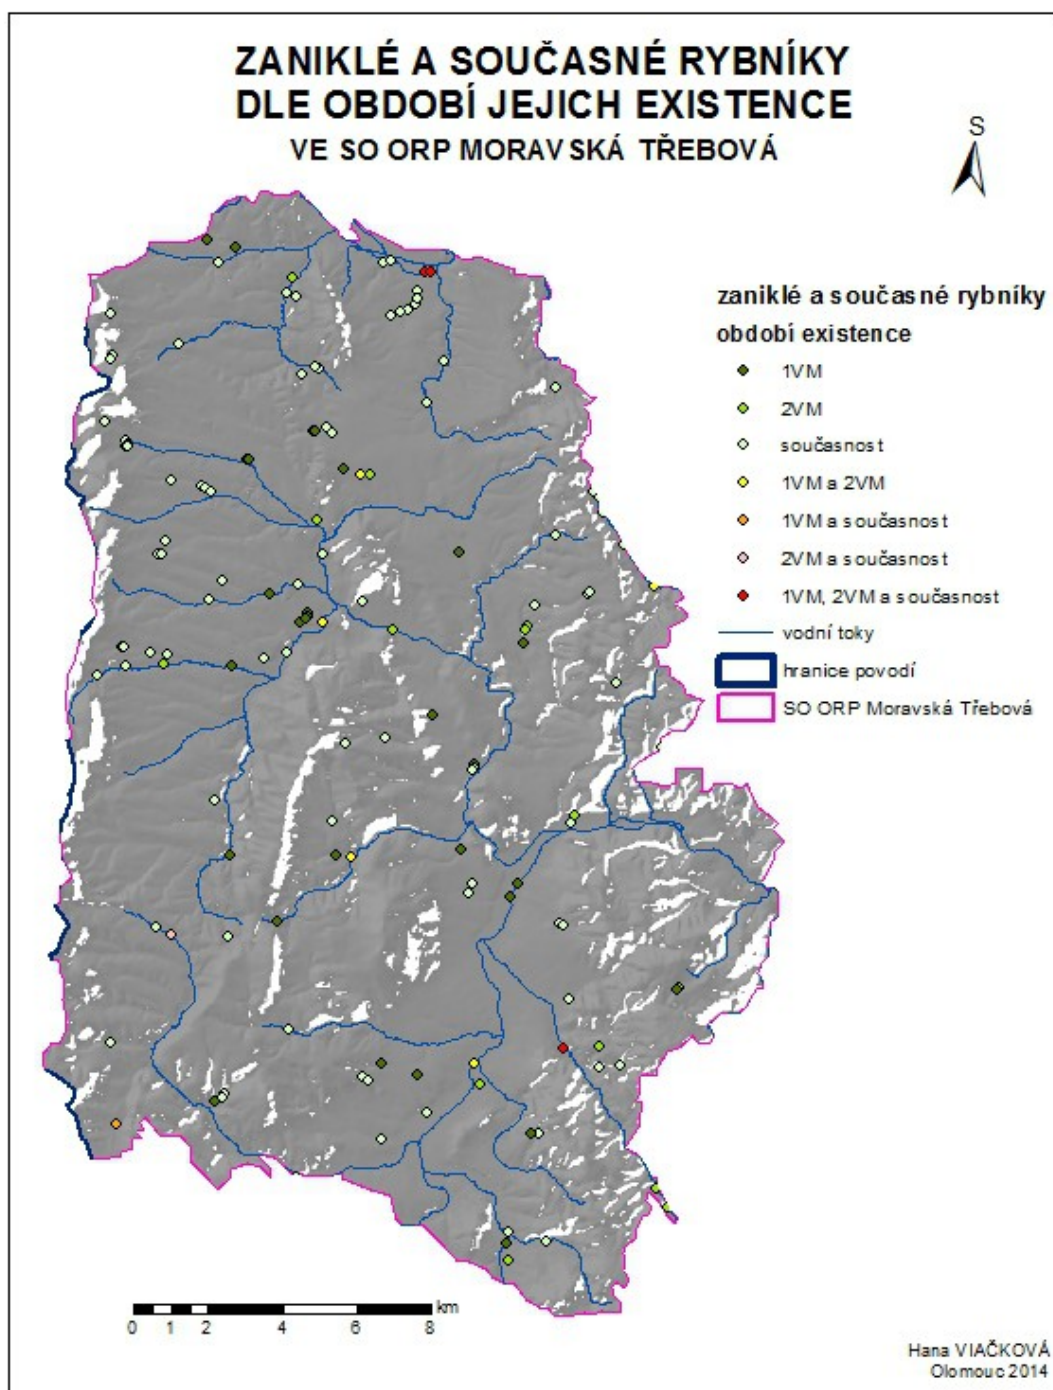 ZANIKLÉ A SOUČASNÉ RYBNÍKY
DLE OBDOBÍ JEJICH EXISTENCE
VE SO ORP MORAVSKÁ TŘEBOVÁ
S
zaniklé a současné rybníky
období existence
1VM
2VM
současnost
1VM a 2VM
1VM a současnost
2VM a současnost
1VM, 2VM a současnost
vodní toky
hranice povodí
SO ORP Moravská Třebová
km
0 1 2 4 6 8
Hana VIAČKOVÁ
Olomouc 2014